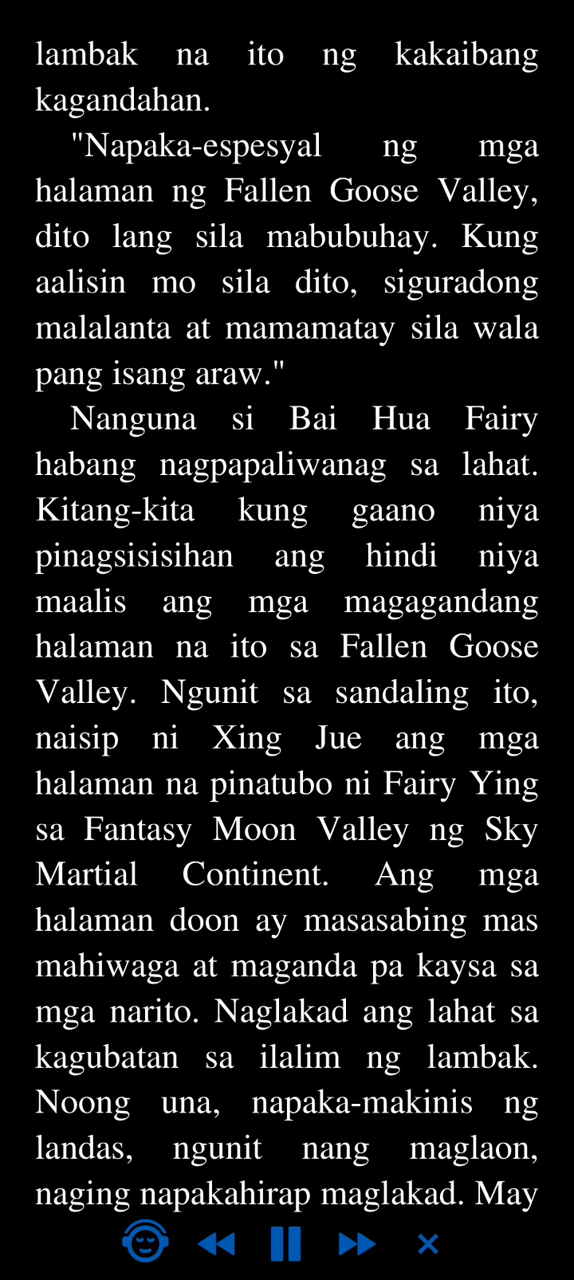 lambak na ito ng kakaibang
kagandahan.
"Napaka-espesyal ng mga
halaman ng Fallen Goose Valley,
dito lang sila mabubuhay. Kung
aalisin mo sila dito, siguradong
malalanta at mamamatay sila wala
pang isang araw."
Nanguna si Bai Hua Fairy
habang nagpapaliwanag sa lahat.
Kitang-kita kung gaano niya
pinagsisisihan ang hindi niya
maalis ang mga magagandang
halaman na ito sa Fallen Goose
Valley. Ngunit sa sandaling ito,
naisip ni Xing Jue ang mga
halaman na pinatubo ni Fairy Ying
sa Fantasy Moon Valley ng Sky
Martial Continent. Ang mga
halaman doon ay masasabing mas
mahiwaga at maganda pa kaysa sa
mga narito. Naglakad ang lahat sa
kagubatan sa ilalim ng lambak.
Noong una, napaka-makinis ng
landas, ngunit nang maglaon,
naging napakahirap maglakad. May